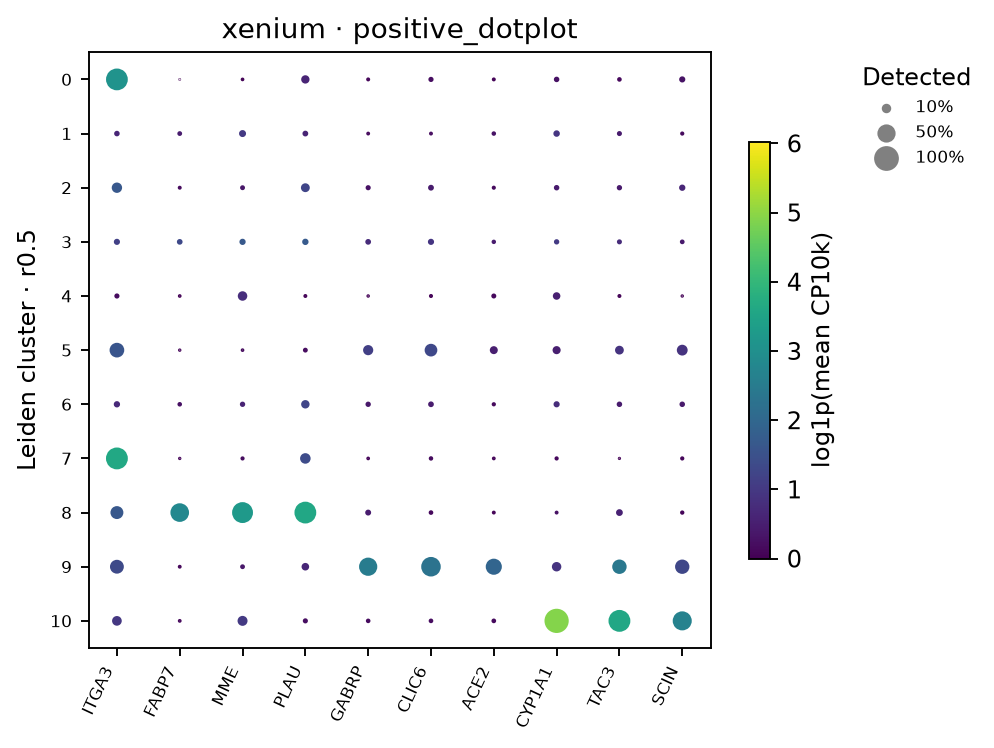 xenium · positive_dotplot
Leiden cluster · r0.5
0
1
2
3
4
5
6
7
8
9
10
ITGA3
FABP7
MME
PLAU
GABRP
CLIC6
ACE2
CYP1A1
TAC3
SCIN
Detected
10%
50%
100%
6
5
4
3
2
1
0
log1p(mean CP10k)